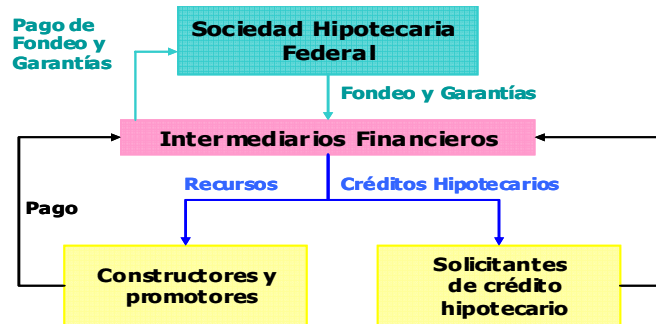 Pago de
Fondeo y
Garantías
Sociedad Hipotecaria
Federal
Fondeo y Garantías
Intermediarios Financieros
Recursos
Créditos Hipotecarios
Pago
Constructores y
promotores
Solicitantes
de crédito
hipotecario